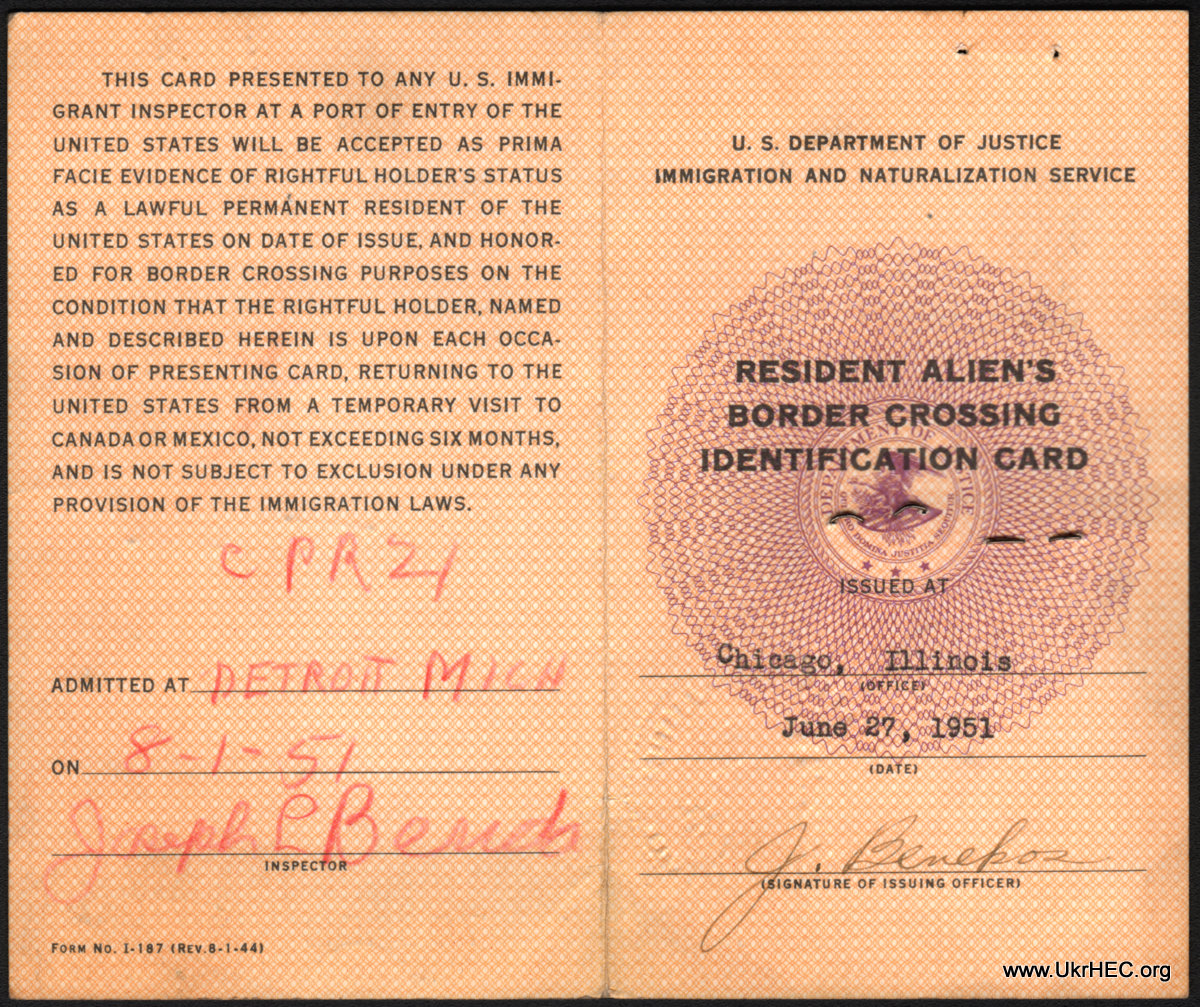 THIS CARD PRESENTED TO ANY U. S. IMMI-
GRANT INSPECTOR AT A PORT OF ENTRY OF THE
UNITED STATES WILL BE ACCEPTED AS PRIMA
FACIE EVIDENCE OF RIGHTFUL HOLDER'S STATUS
AS A LAWFUL PERMANENT RESIDENT OF THE
UNITED STATES ON DATE OF ISSUE, AND HONOR-
ED FOR BORDER CROSSING PURPOSES ON THE
CONDITION THAT THE RIGHTFUL HOLDER, NAMED
AND DESCRIBED HEREIN IS UPON EACH OCCA-
SION OF PRESENTING CARD, RETURNING TO THE
UNITED STATES FROM A TEMPORARY VISIT TO
CANADA OR MEXICO, NOT EXCEEDING SIX MONTHS,
AND IS NOT SUBJECT TO EXCLUSION UNDER ANY
PROVISION OF THE IMMIGRATION LAWS.
C PR 21
ADMITTED AT DETROIT MICH
ON 8-1-51
Joseph L
INSPECTOR
FORM NO. I-187 (REV. 8-1-44)
U. S. DEPARTMENT OF JUSTICE
IMMIGRATION AND NATURALIZATION SERVICE
RESIDENT ALIEN'S
BORDER CROSSING
IDENTIFICATION CARD
ISSUED AT
Chicago, Illinois
(OFFICE)
June 27, 1951
(DATE)
J. Benekos
(SIGNATURE OF ISSUING OFFICER)
www.UkrHEC.org